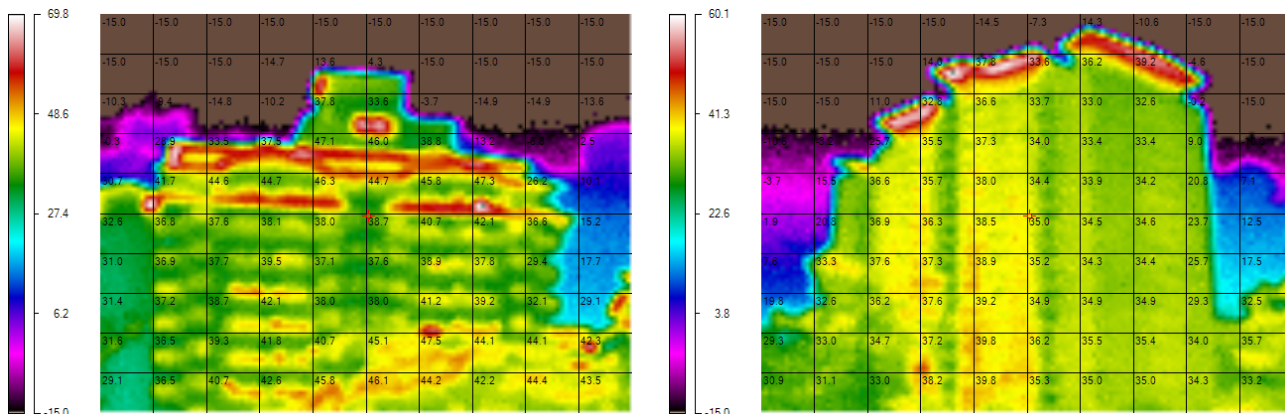 69.8
48.6
27.4
6.2
-15.0
-15.0 -15.0 -15.0 -15.0 -15.0 -15.0 -15.0 -15.0 -15.0 -15.0
-15.0 -15.0 -15.0 -14.7 13.6 4.3 -15.0 -15.0 -15.0 -15.0
-10.3 -9.4 -14.8 -10.2 37.8 33.6 -3.7 -14.9 -14.9 -13.6
28.9 33.5 37.5 47.1 46.0 38.8 2.5
30.7 41.7 44.6 44.7 46.3 44.7 45.8 47.3 26.2 10.1
32.8 36.8 37.6 38.1 37.8 38.7 40.7 42.1 36.6 15.2
31.0 36.9 37.7 39.5 37.1 37.6 38.9 37.8 29.4 17.7
31.4 37.2 38.7 42.1 38.0 38.0 41.2 39.2 32.1 29.1
31.6 36.5 39.3 41.8 40.7 45.1 47.5 44.1 44.1 42.3
29.1 36.5 40.7 42.6 45.8 46.1 44.2 42.2 44.4 43.5
60.1
41.3
22.6
3.8
-15.0
-15.0 -15.0 -15.0 -15.0 -14.5 -7.3 14.3 -10.6 -15.0 -15.0
-15.0 -15.0 -15.0 37.8 33.6 36.2 39.2 -4.6 -15.0
-15.0 -15.0 11.0 32.8 36.6 33.7 33.0 32.6 -9.2 -15.0
25.7 35.5 37.3 34.0 33.4 33.4 9.0
-3.7 15.5 36.6 35.7 38.0 34.4 33.9 34.2 20.8 7.1
1.9 20.8 36.9 36.3 38.5 35.0 34.5 34.6 23.7 12.5
33.3 37.6 37.3 38.9 35.2 34.3 34.4 25.7 17.5
19.8 32.6 36.2 37.6 39.2 34.9 34.9 34.9 29.3 32.5
29.3 33.0 34.7 37.2 39.8 36.2 35.5 35.4 34.0 35.7
30.9 31.1 33.0 38.2 39.8 35.3 35.0 35.0 34.3 33.2